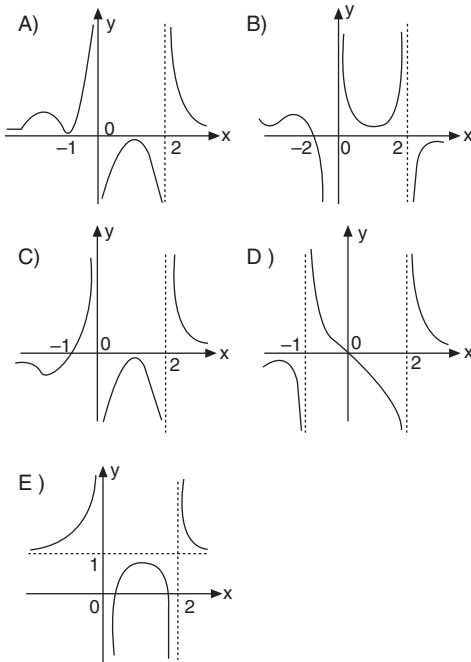 A) y 0 –1 2 x
B) y –2 0 2 x
C) y –1 0 2 x
D ) y –1 0 2 x
E ) y 1 0 2 x